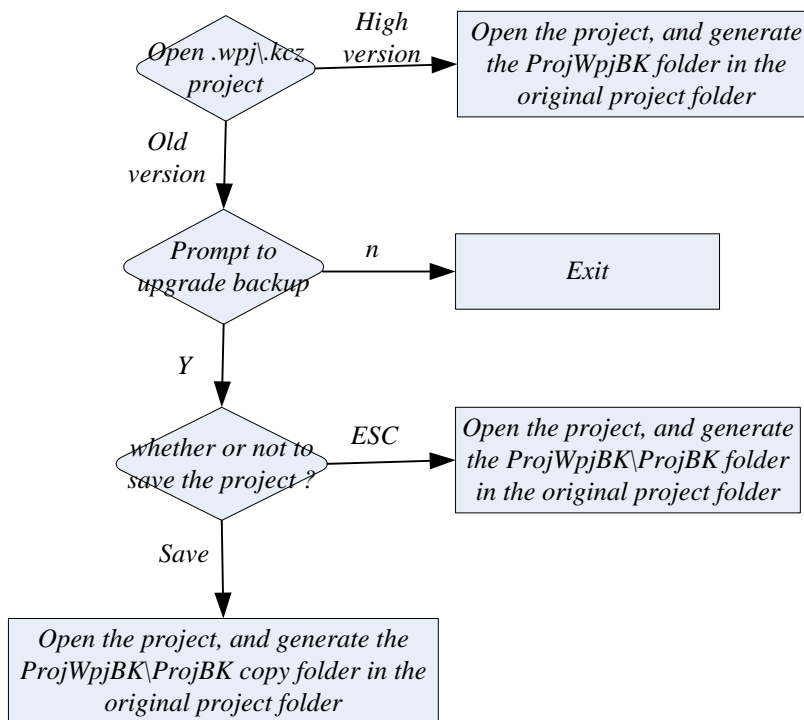 Open .wpj\.kcz
project
High
version
Open the project, and generate
the ProjWpjBK folder in the
original project folder
Old
version
Prompt to
upgrade backup
n
Exit
Y
whether or not to
save the project ?
ESC
Open the project, and generate
the ProjWpjBK\ProjBK folder
in the original project folder
Save
Open the project, and generate the
ProjWpjBK\ProjBK copy folder in the
original project folder